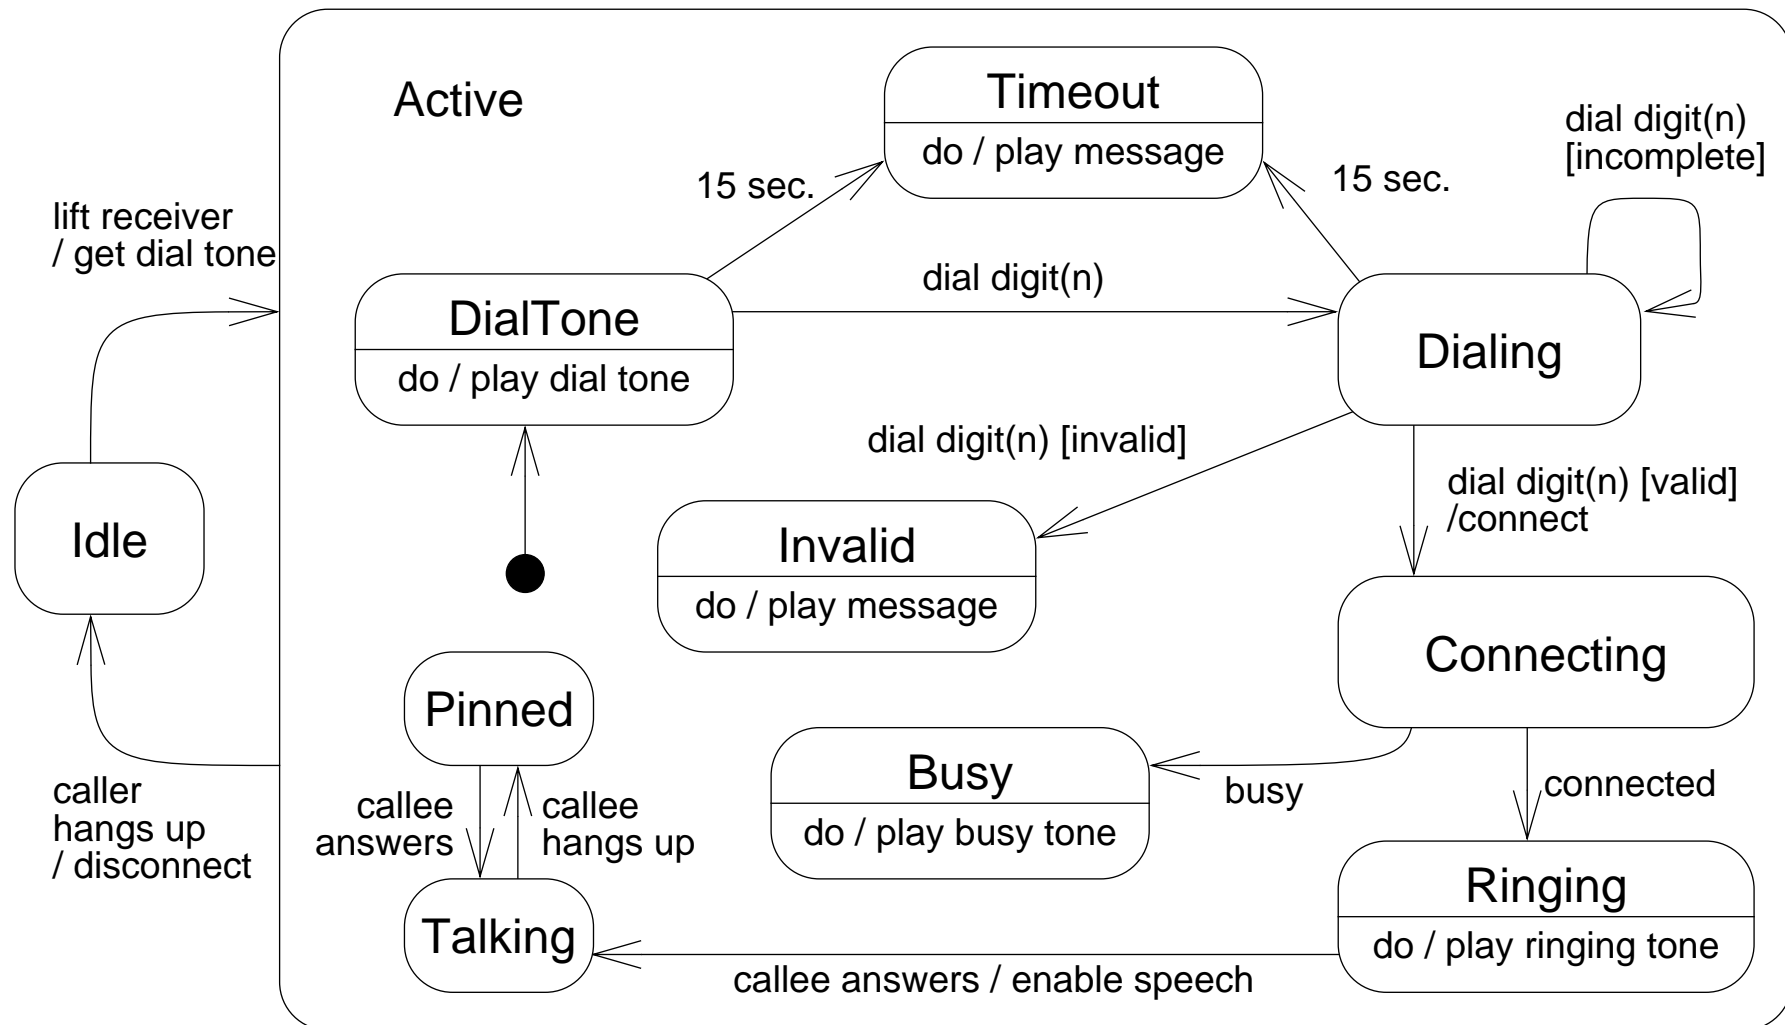 Active
Timeout
do / play message
dial digit(n)
[incomplete]
15 sec.
15 sec.
lift receiver
/ get dial tone
dial digit(n)
DialTone
do / play dial tone
Dialing
dial digit(n) [invalid]
dial digit(n) [valid]
/connect
Idle
Invalid
do / play message
Connecting
Pinned
Busy
do / play busy tone
busy
connected
caller
hangs up
/ disconnect
callee
answers
callee
hangs up
Ringing
do / play ringing tone
Talking
callee answers / enable speech